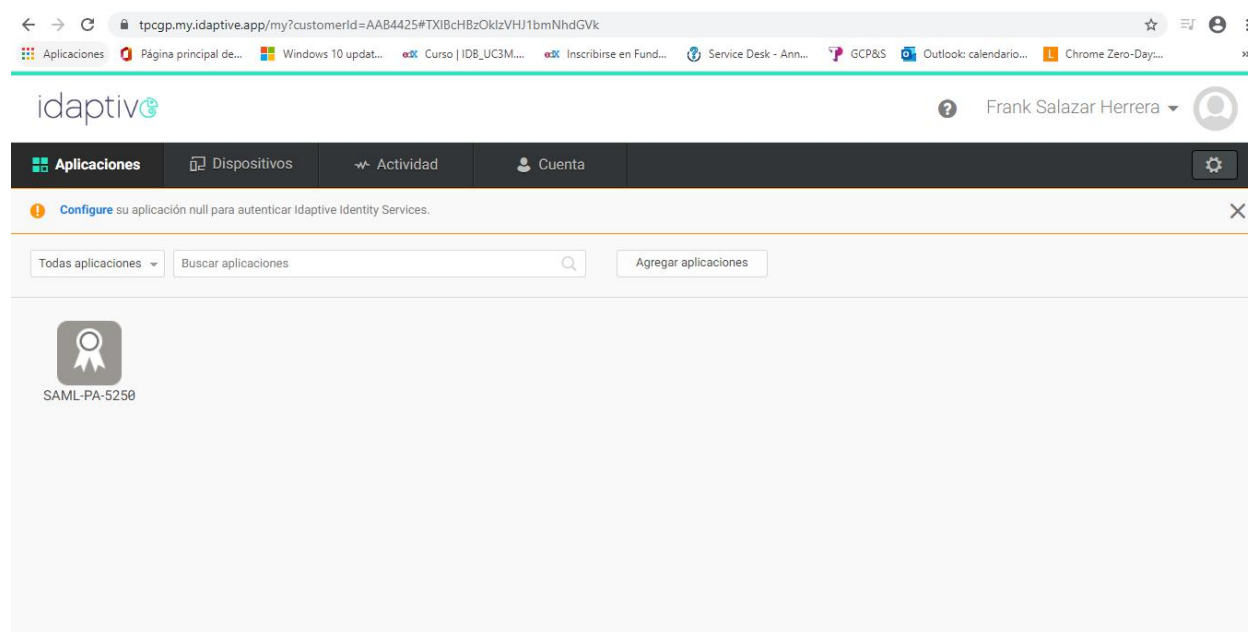 tpcgp.my.idaptive.app/my?customerId=AAB4425#TXlBcHBzOklzVHJ1bmNhdGVk
Aplicaciones Página principal de... Windows 10 updat... edX Curso | IDB_UC3M.... edX Inscribirse en Fund... Service Desk - Ann... GCP&S Outlook: calendario... L Chrome Zero-Day:... »
idaptive ? Frank Salazar Herrera
Aplicaciones Dispositivos Actividad Cuenta
Configure su aplicación null para autenticar Idaptive Identity Services.
Todas aplicaciones Buscar aplicaciones Agregar aplicaciones
SAML-PA-5250